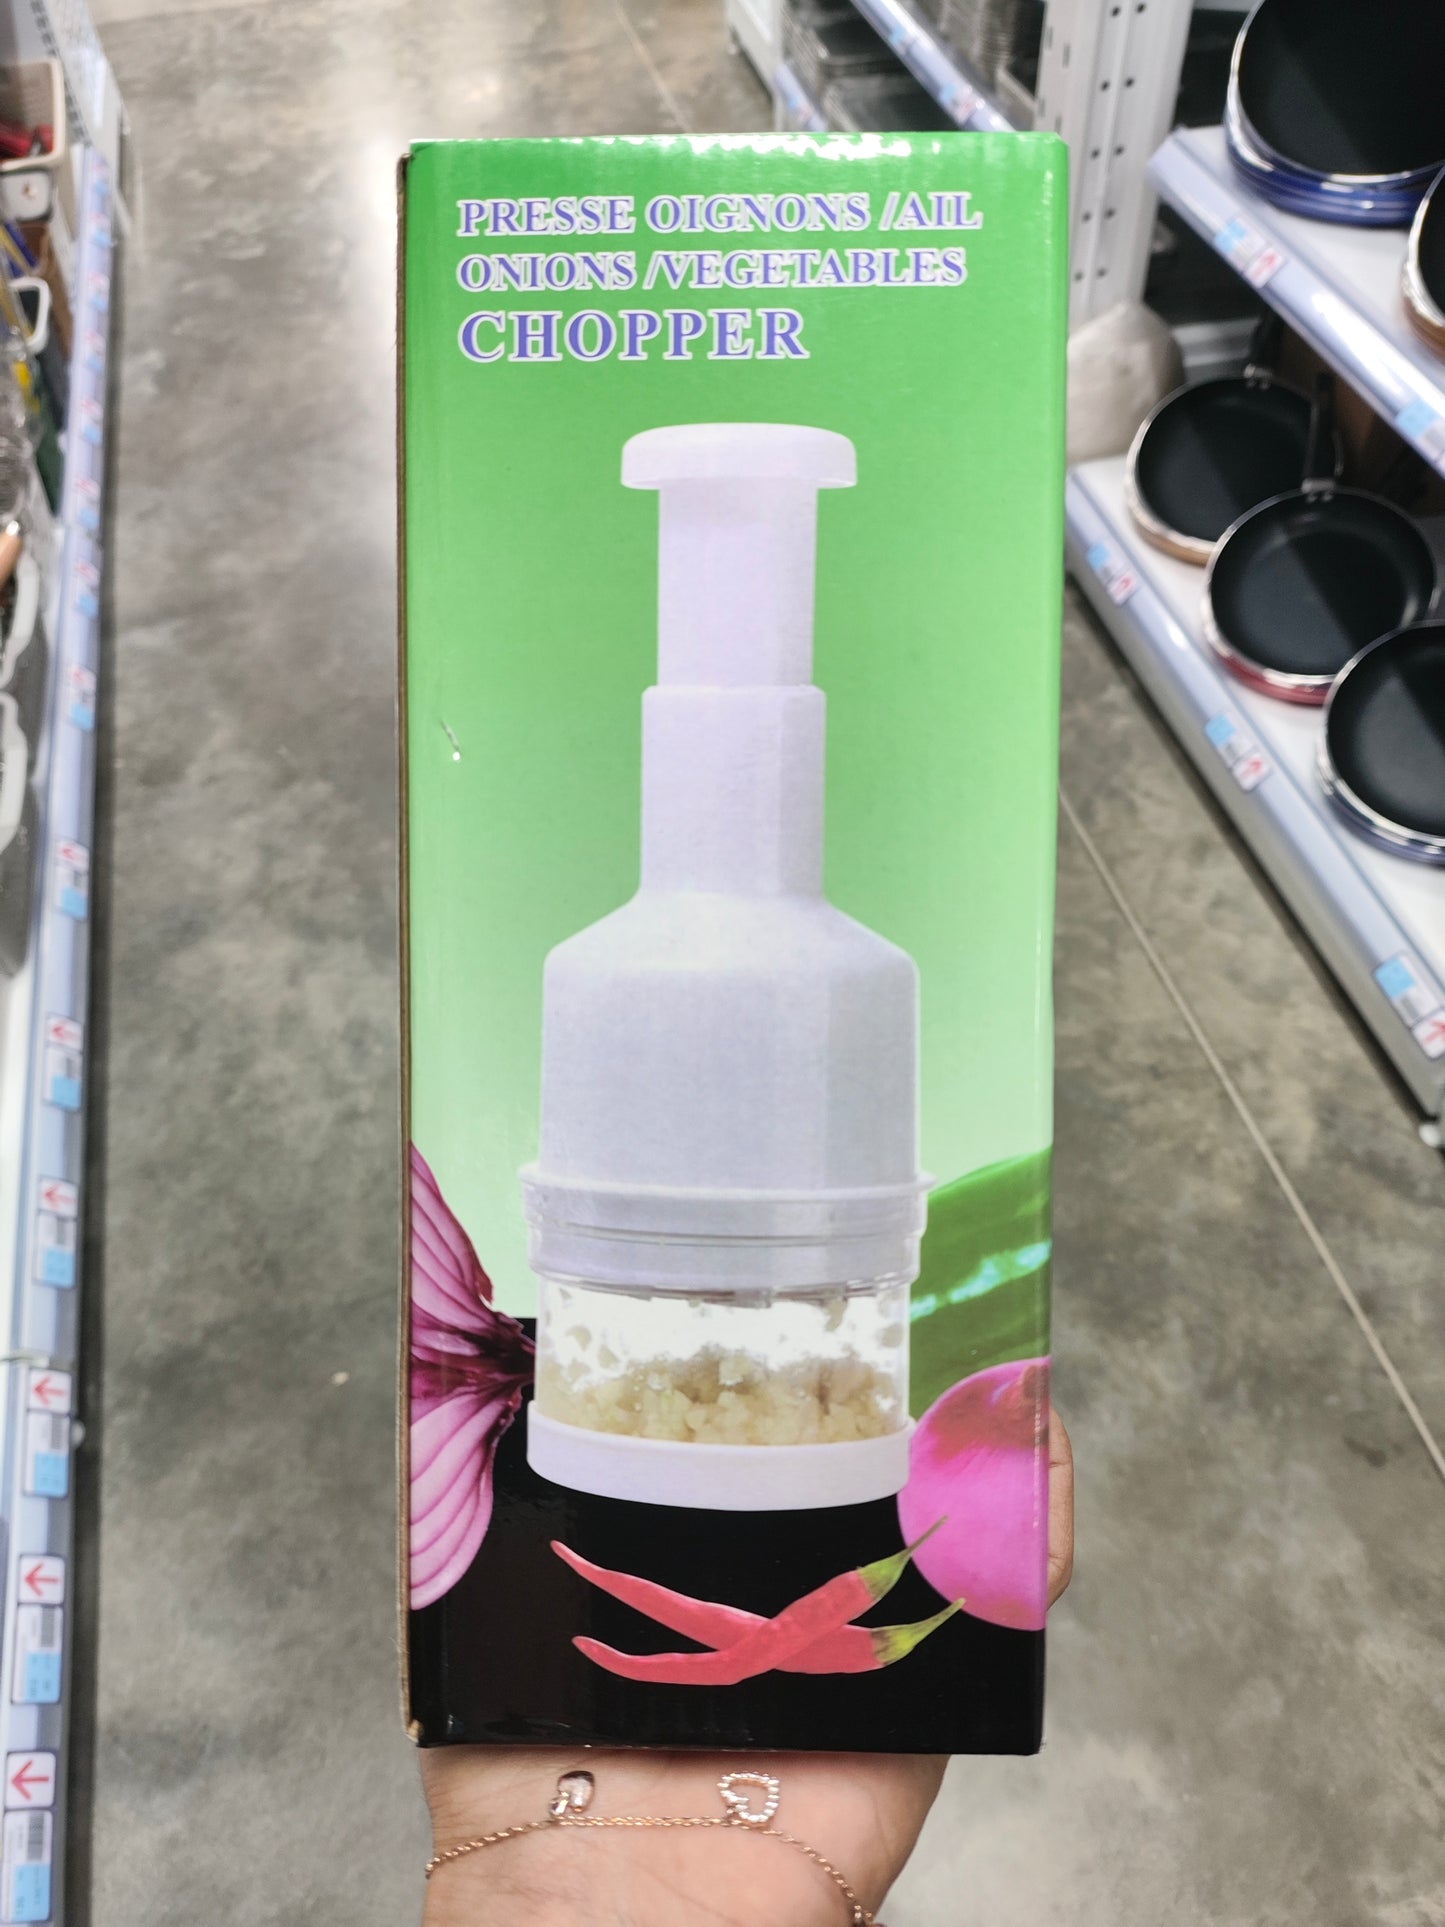 PRESSE OIGNONS /AIL
ONIONS /VEGETABLES
CHOPPER